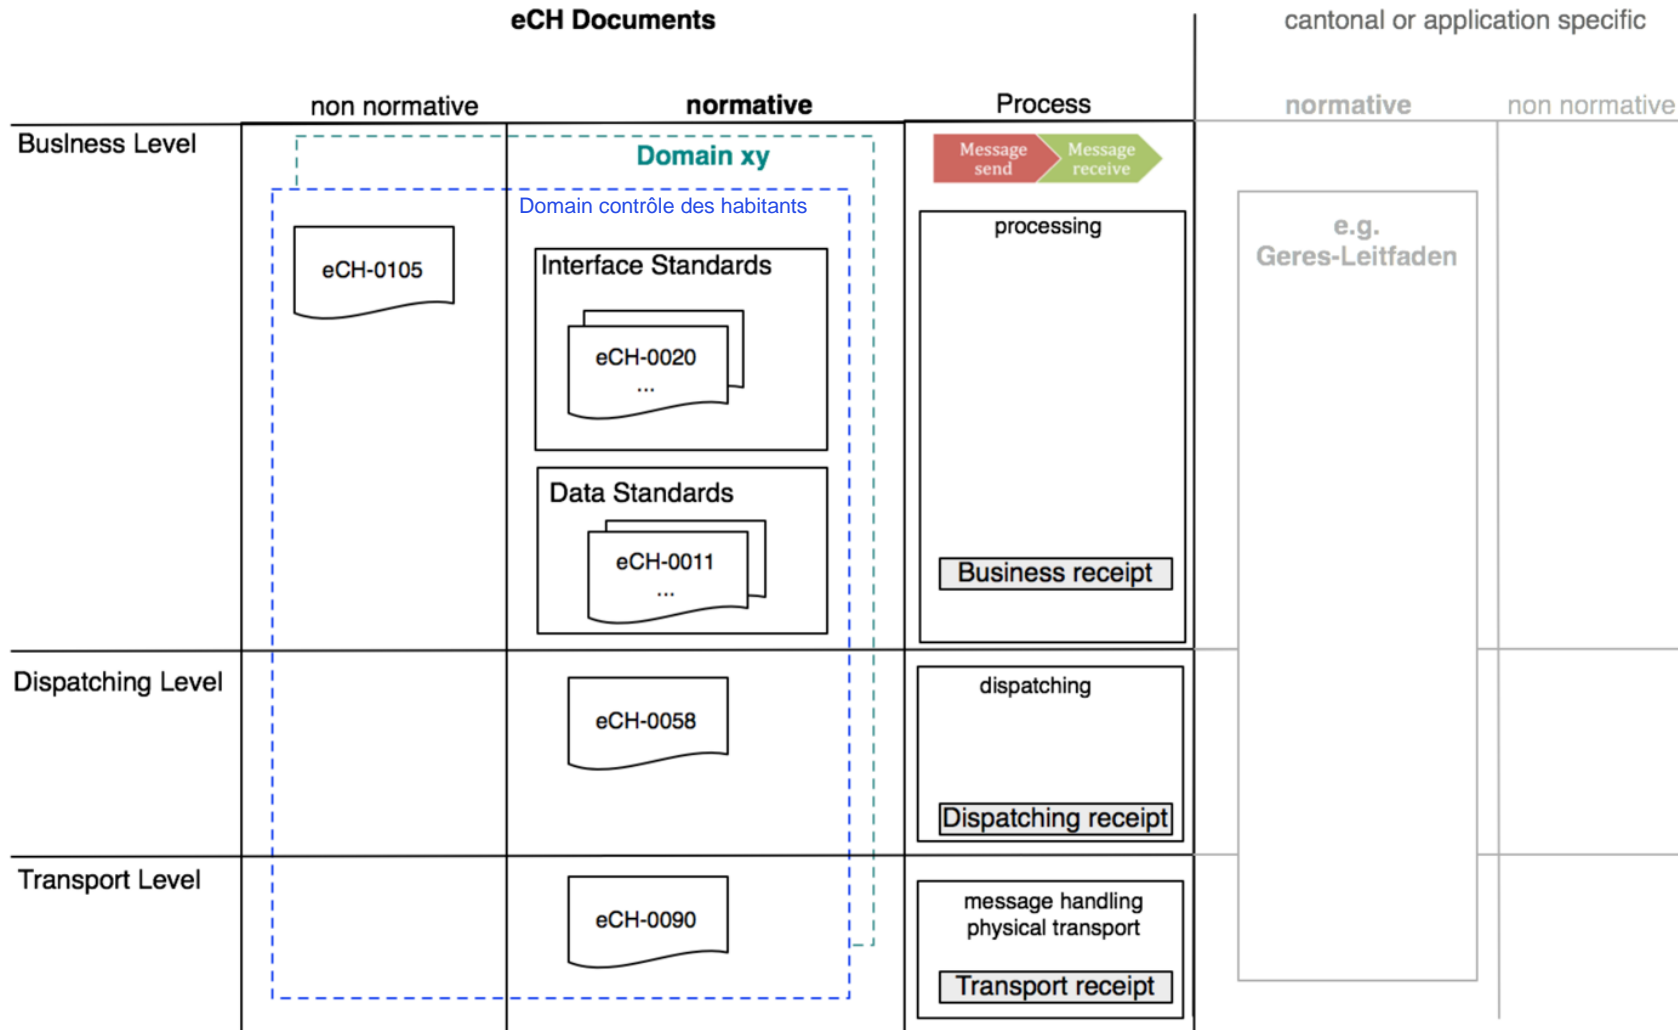 eCH Documents
cantonal or application specific
non normative
normative
Process
normative
non normative
Business Level
Domain xy
Message
send
Message
receive
Domain contrôle des habitants
processing
e.g.
Geres-Leitfaden
eCH-0105
Interface Standards
eCH-0020
...
Data Standards
eCH-0011
...
Business receipt
Dispatching Level
eCH-0058
dispatching
Dispatching receipt
Transport Level
eCH-0090
message handling
physical transport
Transport receipt